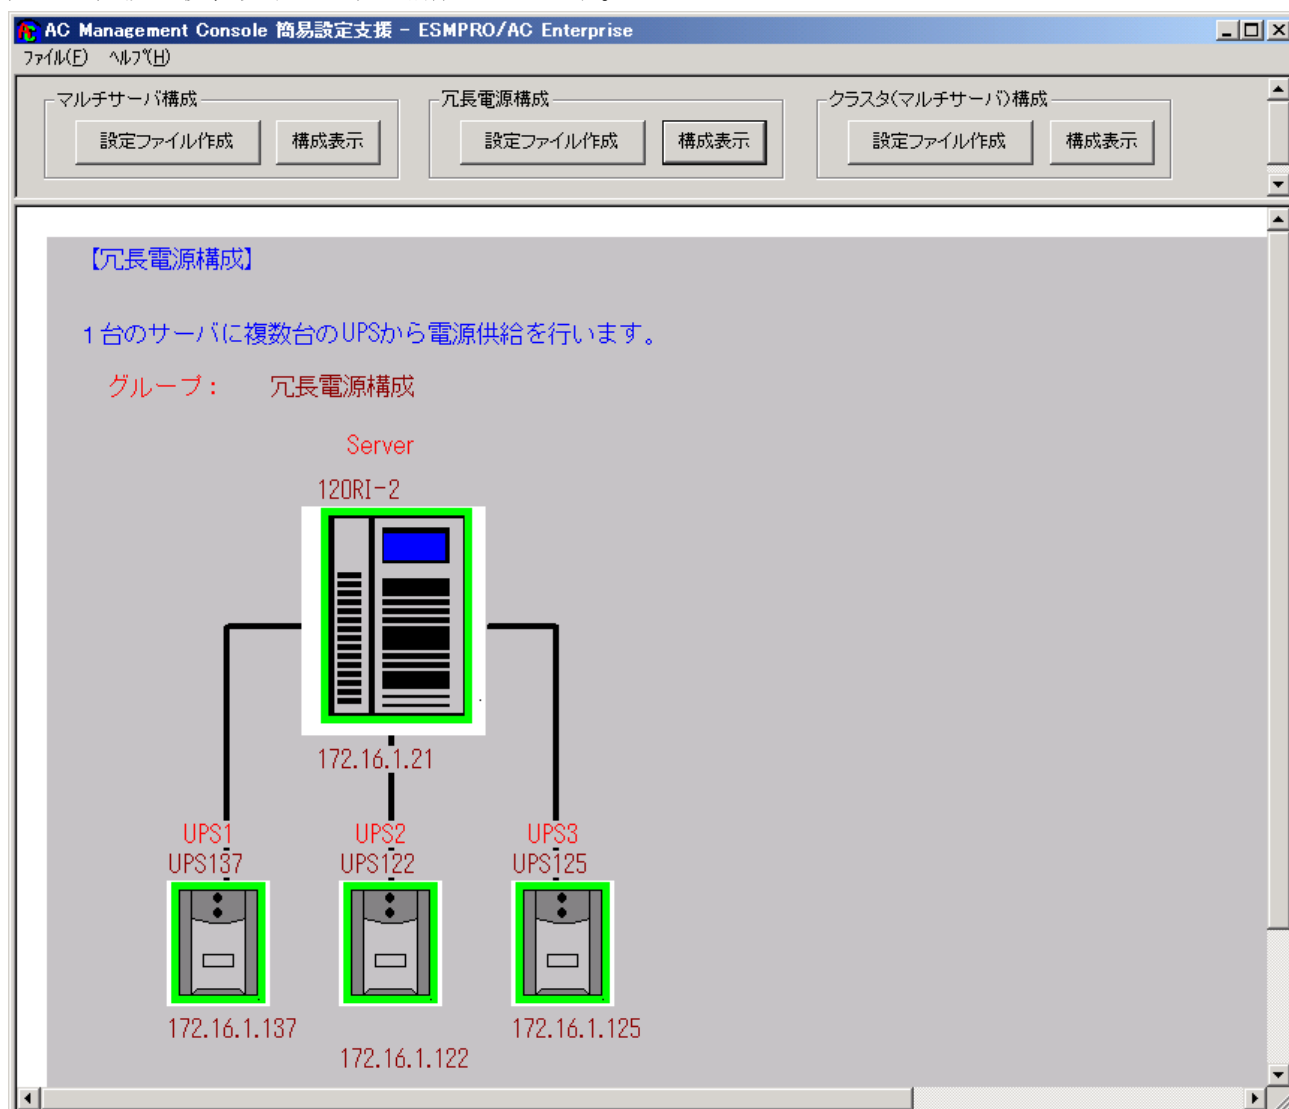 AC Management Console 簡易設定支援 - ESMPRO/AC Enterprise
ファイル(F) ヘルプ(H)
マルチサーバ構成 冗長電源構成 クラスタ(マルチサーバ)構成
設定ファイル作成 構成表示 設定ファイル作成 構成表示 設定ファイル作成 構成表示
【冗長電源構成】
1台のサーバに複数台のUPSから電源供給を行います。
グループ： 冗長電源構成
Server
120RI-2
172.16.1.21
UPS1 UPS2 UPS3
UPS137 UPS122 UPS125
172.16.1.137 172.16.1.125
172.16.1.122